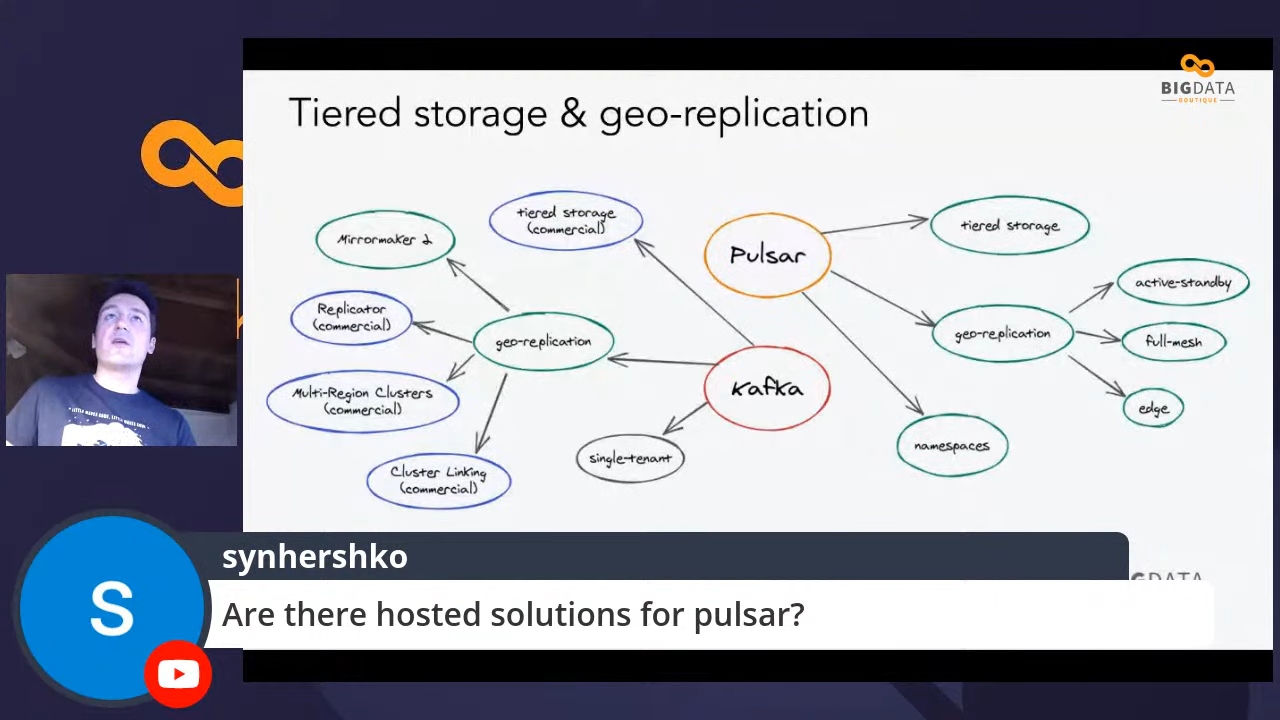 BIGDATA
BOUTIQUE
Tiered storage & geo-replication
tiered storage
(commercial)
Mirrormaker 2
Pulsar
tiered storage
active-standby
Replicator
(commercial)
geo-replication
geo-replication
full-mesh
Multi-Region Clusters
(commercial)
Kafka
edge
single-tenant
namespaces
Cluster Linking
(commercial)
synhershko
S
Are there hosted solutions for pulsar?